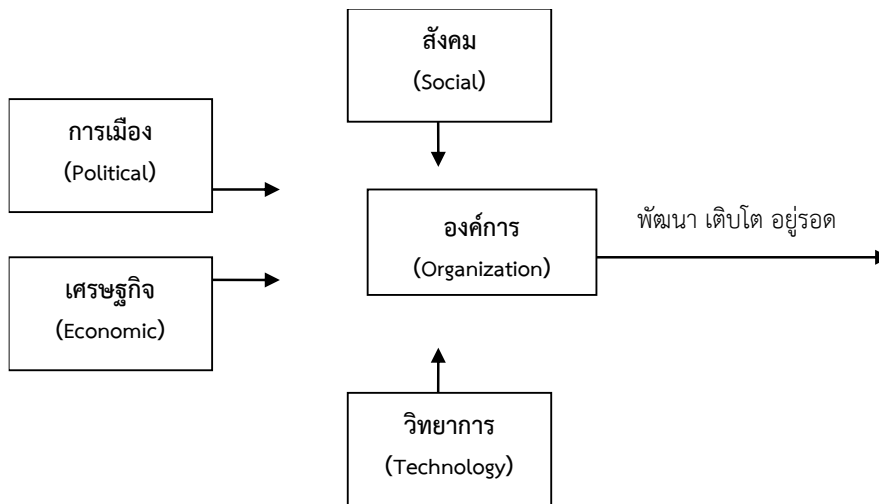 สังคม
(Social)
การเมือง
(Political)
องค์การ
(Organization)
พัฒนา เติบโต อยู่รอด
เศรษฐกิจ
(Economic)
วิทยาการ
(Technology)